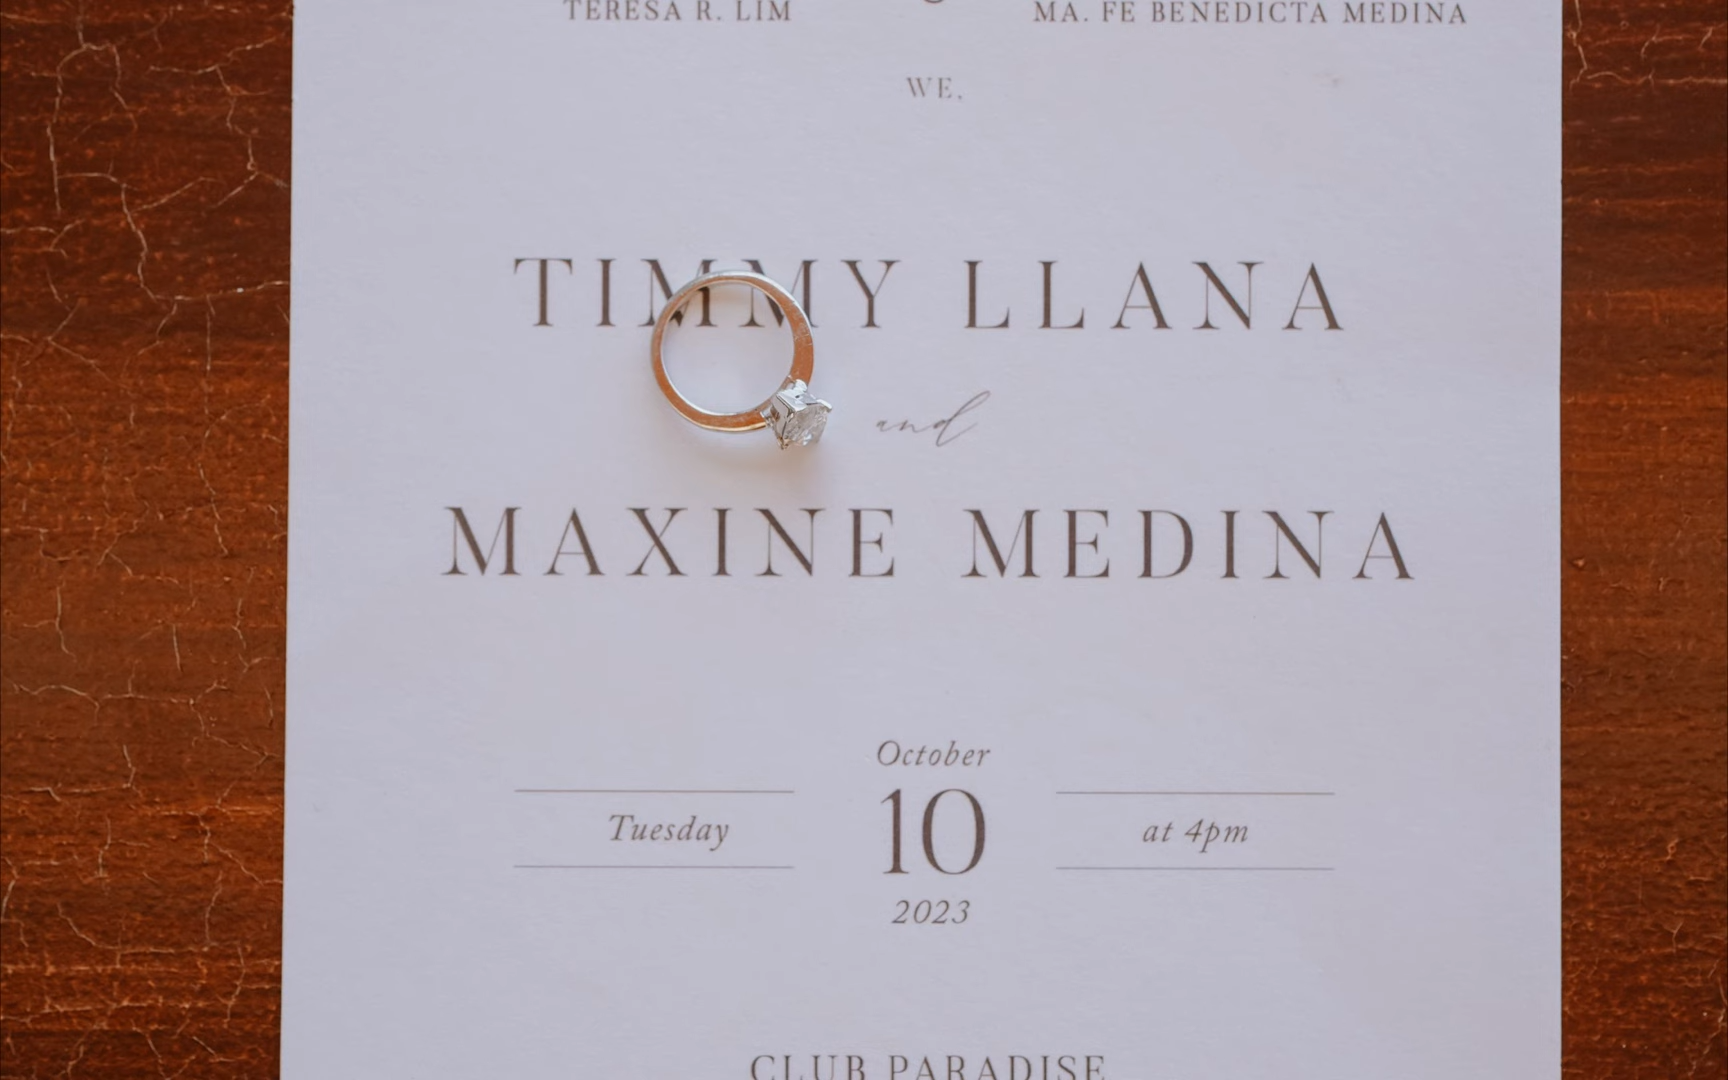 TERESA R. LIM MA. FE BENEDICTA MEDINA
WE,
TIMMY LLANA
and
MAXINE MEDINA
October
Tuesday 10 at 4pm
2023
CLUB PARADISE